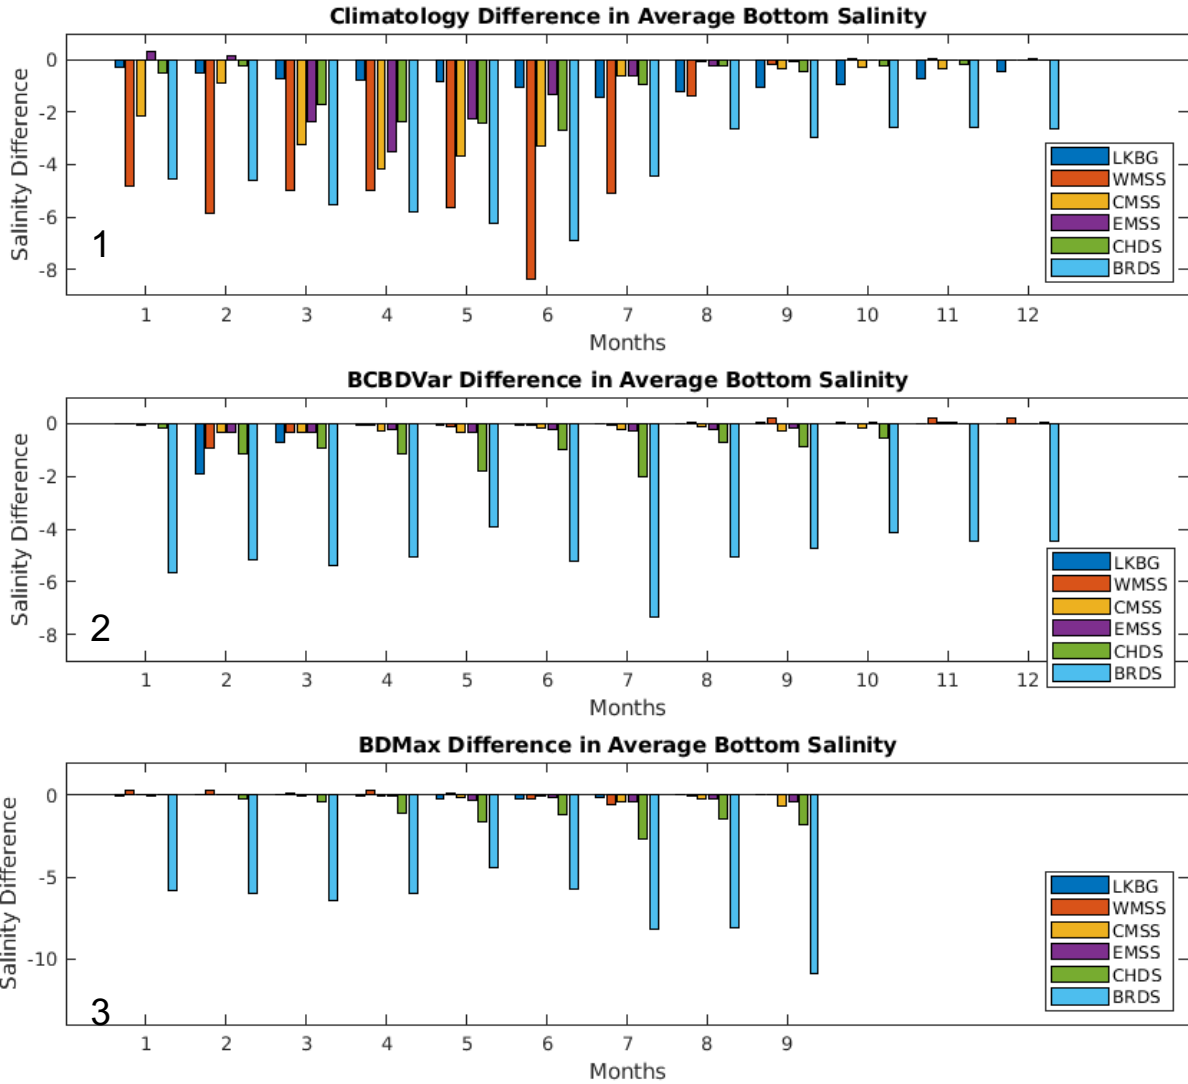 Climatology Difference in Average Bottom Salinity
Salinity Difference
0
-2
-4
-6
-8
1
LKBG
WMSS
CMSS
EMSS
CHDS
BRDS
1 2 3 4 5 6 7 8 9 10 11 12
Months
BCBDVar Difference in Average Bottom Salinity
Salinity Difference
0
-2
-4
-6
-8
2
LKBG
WMSS
CMSS
EMSS
CHDS
BRDS
1 2 3 4 5 6 7 8 9 10 11 12
Months
BDMax Difference in Average Bottom Salinity
Salinity Difference
0
-5
-10
3
LKBG
WMSS
CMSS
EMSS
CHDS
BRDS
1 2 3 4 5 6 7 8 9
Months